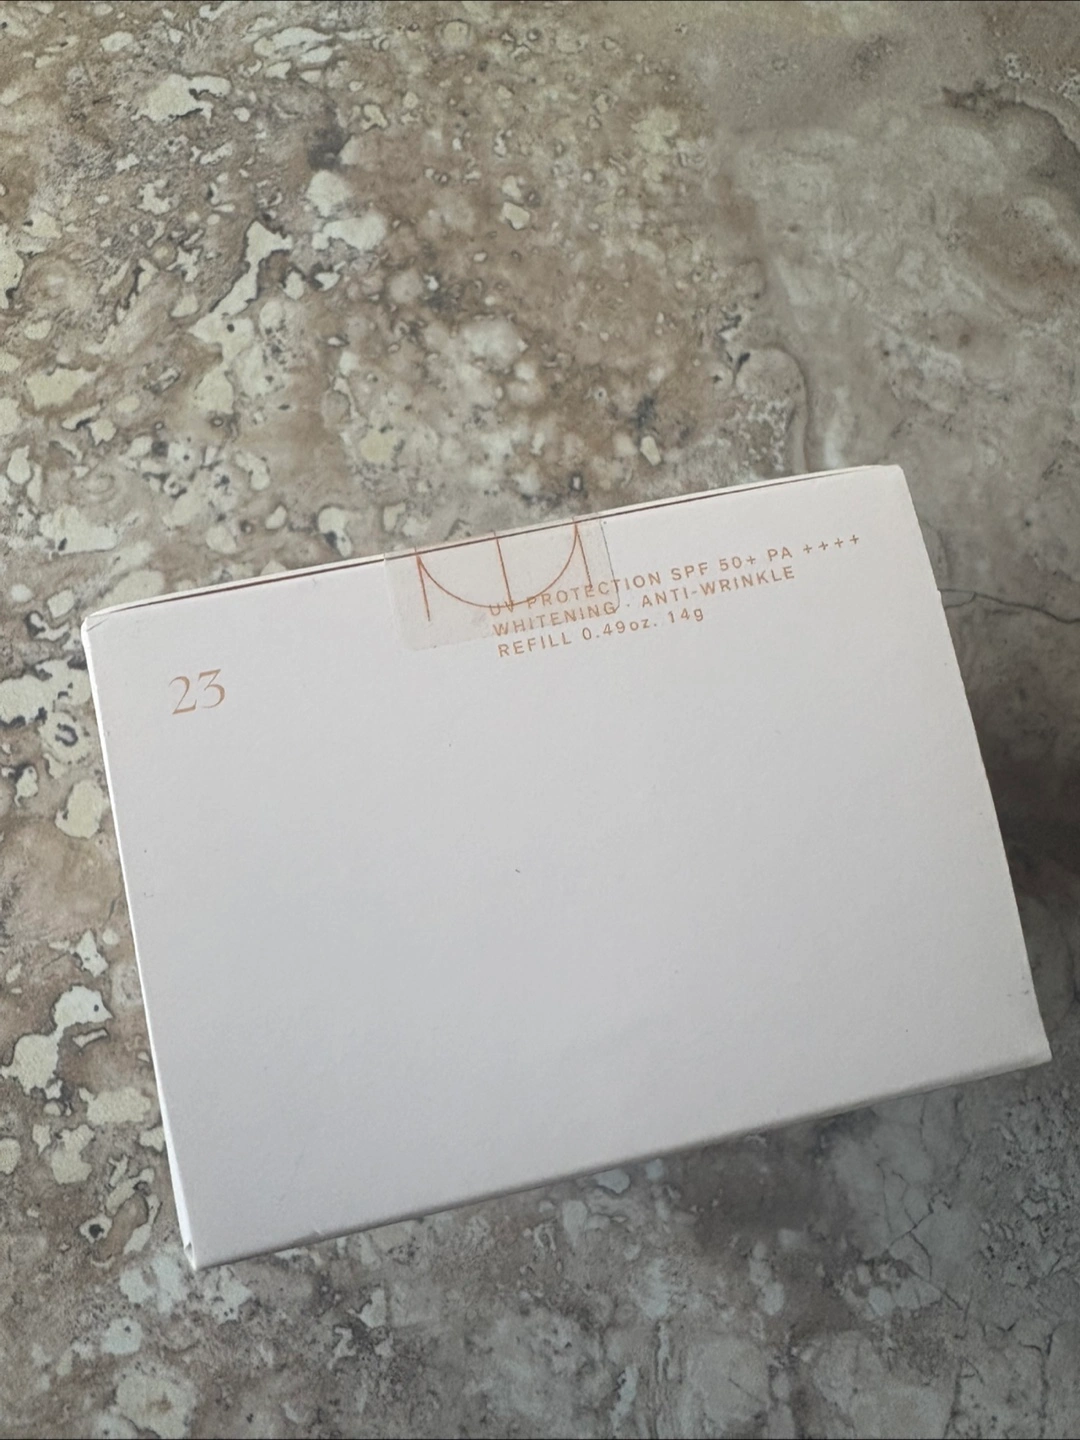 UV PROTECTION SPF 50+ PA ++++
WHITENING · ANTI-WRINKLE
REFILL 0.49oz. 14g
23